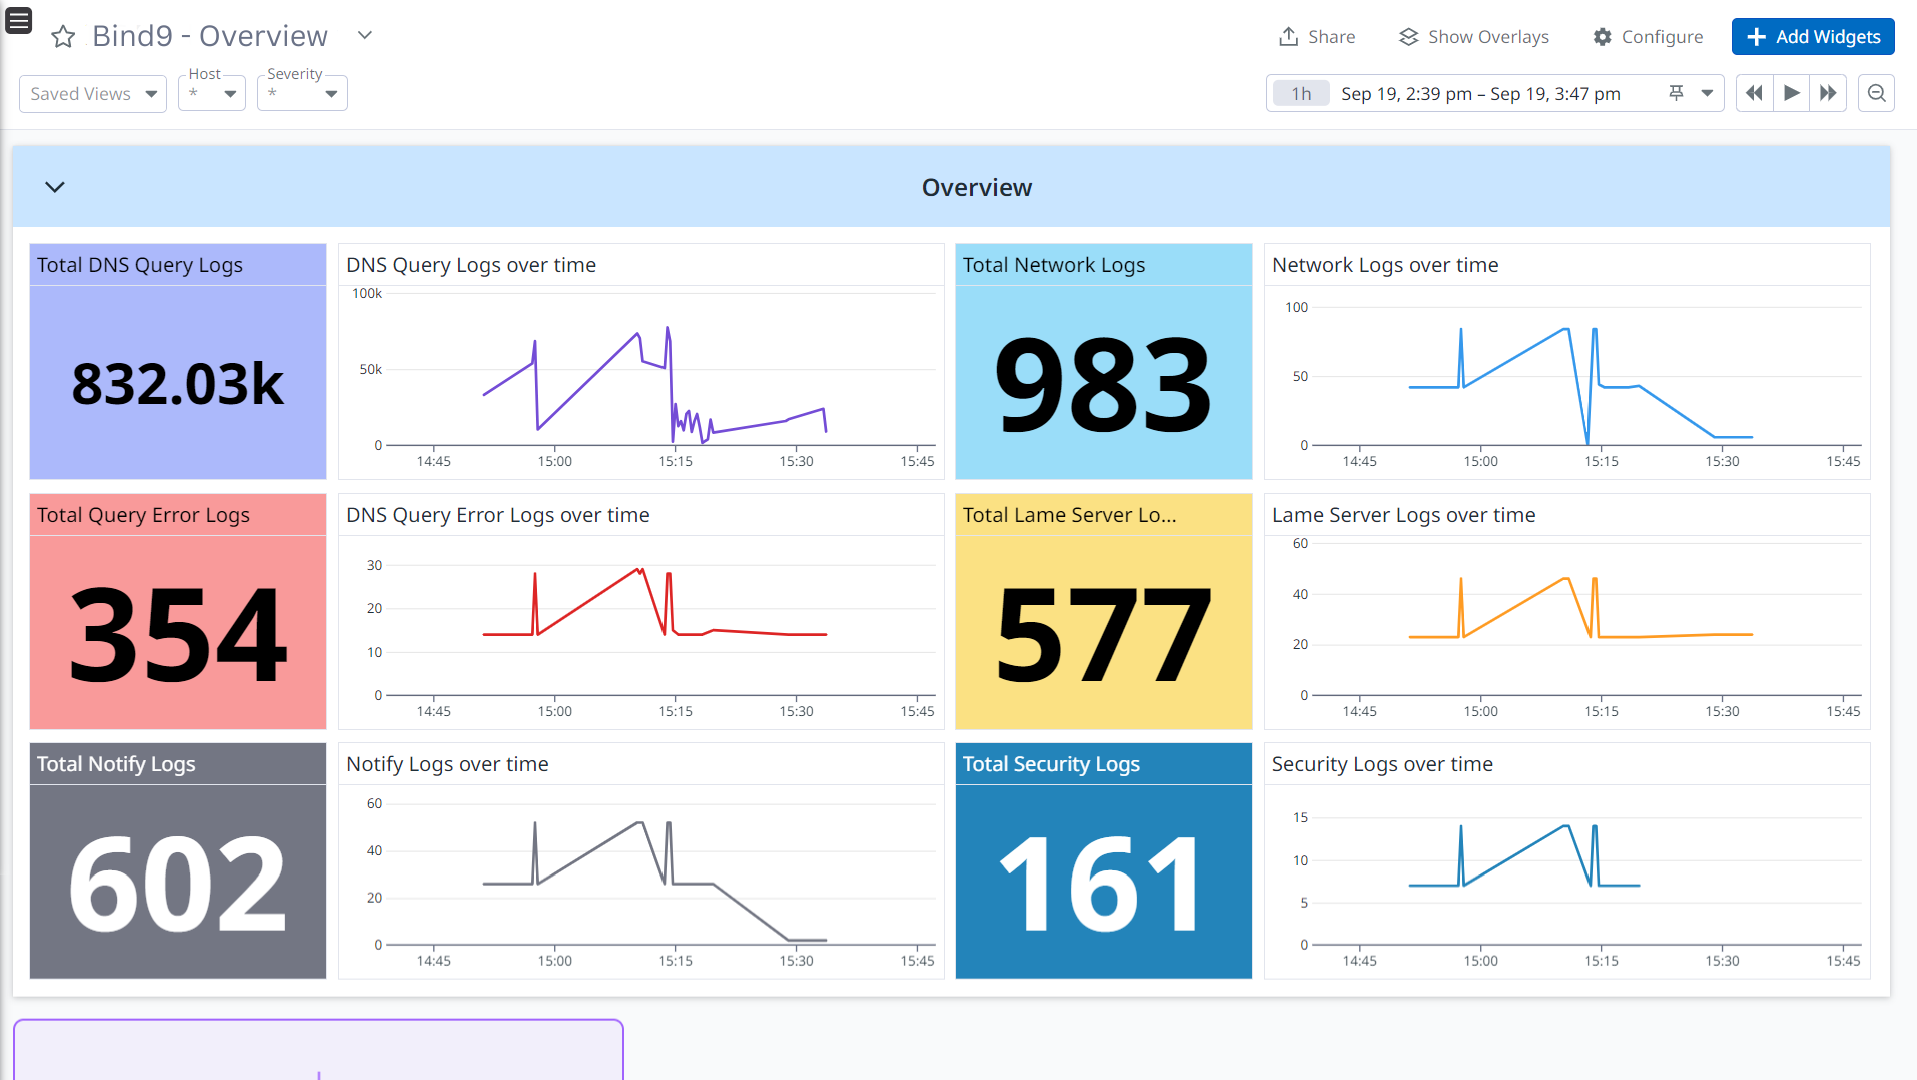 Bind9 - Overview
Share
Show Overlays
Configure
Add Widgets
Saved Views
Host
*
Severity
*
1h
Sep 19, 2:39 pm – Sep 19, 3:47 pm
Overview
Total DNS Query Logs
832.03k
DNS Query Logs over time
100k
50k
0
14:45 15:00 15:15 15:30 15:45
Total Network Logs
983
Network Logs over time
100
50
0
14:45 15:00 15:15 15:30 15:45
Total Query Error Logs
354
DNS Query Error Logs over time
30
20
10
0
14:45 15:00 15:15 15:30 15:45
Total Lame Server Lo...
577
Lame Server Logs over time
60
40
20
0
14:45 15:00 15:15 15:30 15:45
Total Notify Logs
602
Notify Logs over time
60
40
20
0
14:45 15:00 15:15 15:30 15:45
Total Security Logs
161
Security Logs over time
15
10
5
0
14:45 15:00 15:15 15:30 15:45